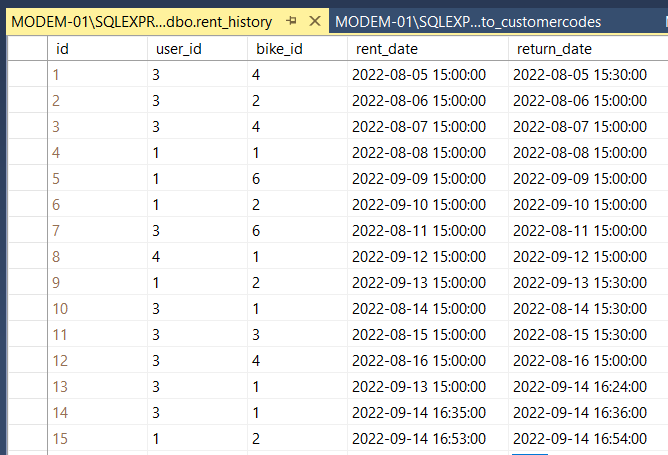 MODEM-01\SQLEXPR...dbo.rent_history MODEM-01\SQLEXP...to_customercodes
id user_id bike_id rent_date return_date
1 3 4 2022-08-05 15:00:00 2022-08-05 15:30:00
2 3 2 2022-08-06 15:00:00 2022-08-06 15:00:00
3 3 4 2022-08-07 15:00:00 2022-08-07 15:00:00
4 1 1 2022-08-08 15:00:00 2022-08-08 15:00:00
5 1 6 2022-09-09 15:00:00 2022-09-09 15:00:00
6 1 2 2022-09-10 15:00:00 2022-09-10 15:00:00
7 3 6 2022-08-11 15:00:00 2022-08-11 15:00:00
8 4 1 2022-09-12 15:00:00 2022-09-12 15:00:00
9 1 2 2022-09-13 15:00:00 2022-09-13 15:30:00
10 3 1 2022-08-14 15:00:00 2022-08-14 15:30:00
11 3 3 2022-08-15 15:00:00 2022-08-15 15:30:00
12 3 4 2022-08-16 15:00:00 2022-08-16 15:00:00
13 3 1 2022-09-13 15:00:00 2022-09-14 16:24:00
14 3 1 2022-09-14 16:35:00 2022-09-14 16:36:00
15 1 2 2022-09-14 16:53:00 2022-09-14 16:54:00